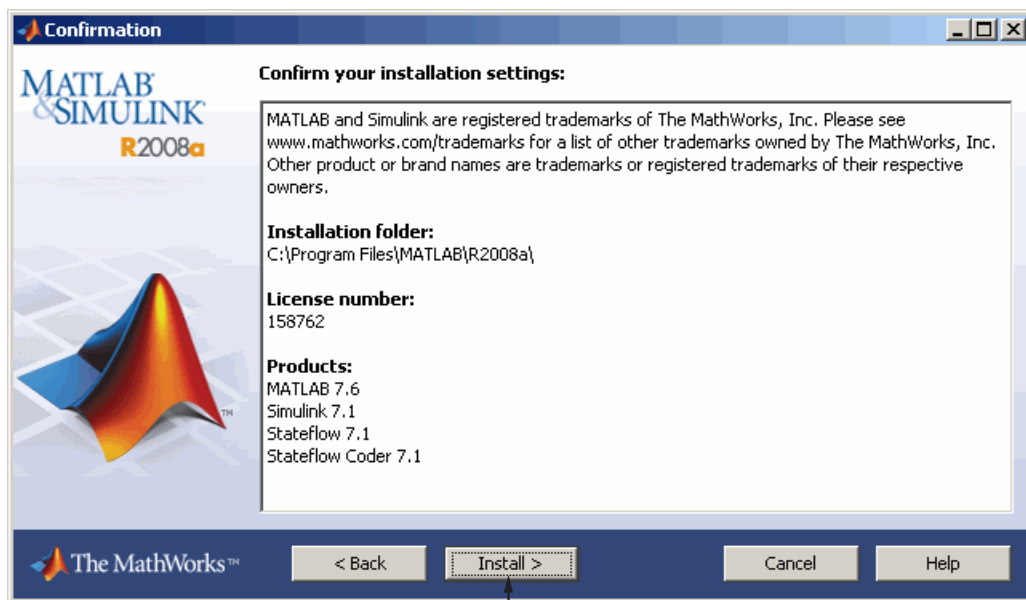 Confirmation
MATLAB
&SIMULINK
R2008a
Confirm your installation settings:
MATLAB and Simulink are registered trademarks of The MathWorks, Inc. Please see
www.mathworks.com/trademarks for a list of other trademarks owned by The MathWorks, Inc.
Other product or brand names are trademarks or registered trademarks of their respective
owners.
Installation folder:
C:\Program Files\MATLAB\R2008a\
License number:
158762
Products:
MATLAB 7.6
Simulink 7.1
Stateflow 7.1
Stateflow Coder 7.1
TM
The MathWorks™
< Back
Install >
Cancel
Help